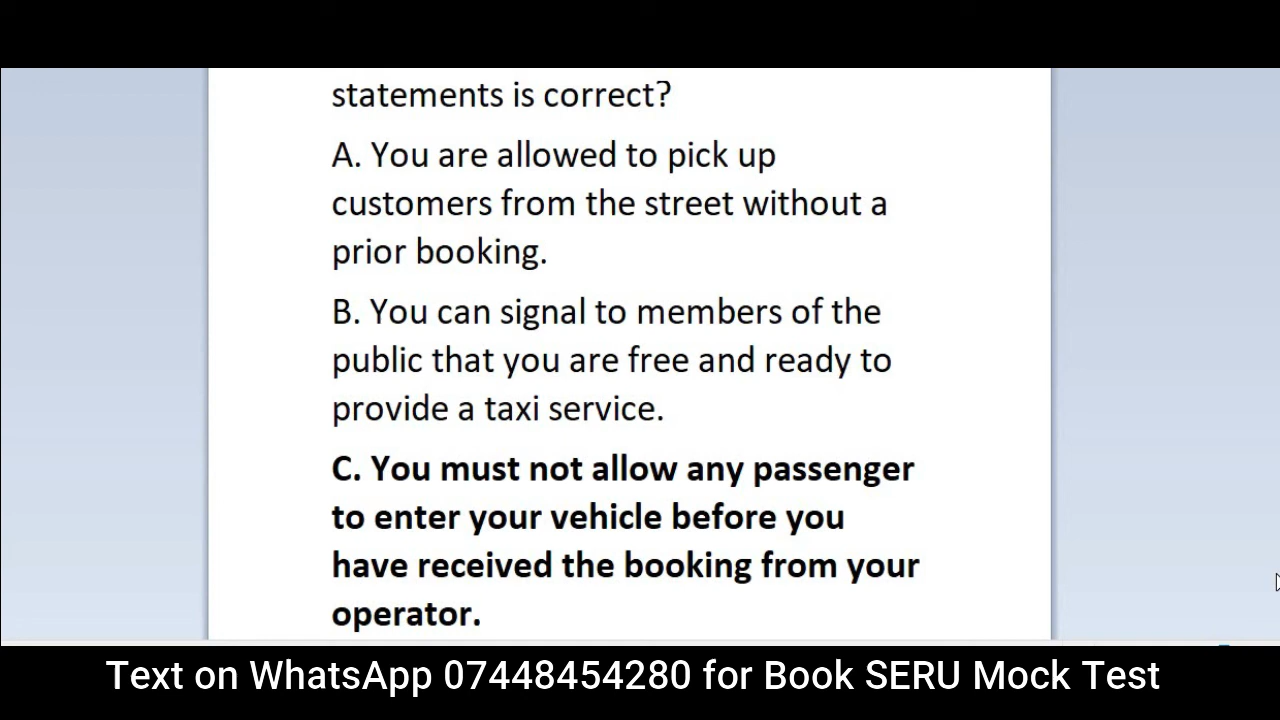 statements is correct?
A. You are allowed to pick up
customers from the street without a
prior booking.
B. You can signal to members of the
public that you are free and ready to
provide a taxi service.
C. You must not allow any passenger
to enter your vehicle before you
have received the booking from your
operator.
Text on WhatsApp 07448454280 for Book SERU Mock Test